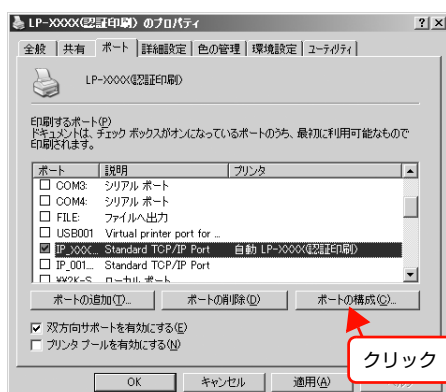 LP-XXXX(認証印刷) のプロパティ
全般 共有 ポート 詳細設定 色の管理 環境設定 ユーティリティ
LP-XXXX(認証印刷)
印刷するポート(P)
ドキュメントは、チェック ボックスがオンになっているポートのうち、最初に利用可能なもので
印刷されます。
ポート 説明 プリンタ
COM3: シリアル ポート
COM4: シリアル ポート
FILE: ファイルへ出力
USB001 Virtual printer port for ...
IP_XXX... Standard TCP/IP Port 自動 LP-XXXX(認証印刷)
IP_001... Standard TCP/IP Port
¥¥2K-S ローカル ポート
ポートの追加(T)... ポートの削除(D) ポートの構成(C)...
双方向サポートを有効にする(E)
プリンタ プールを有効にする(N)
クリック
OK キャンセル 適用(A)